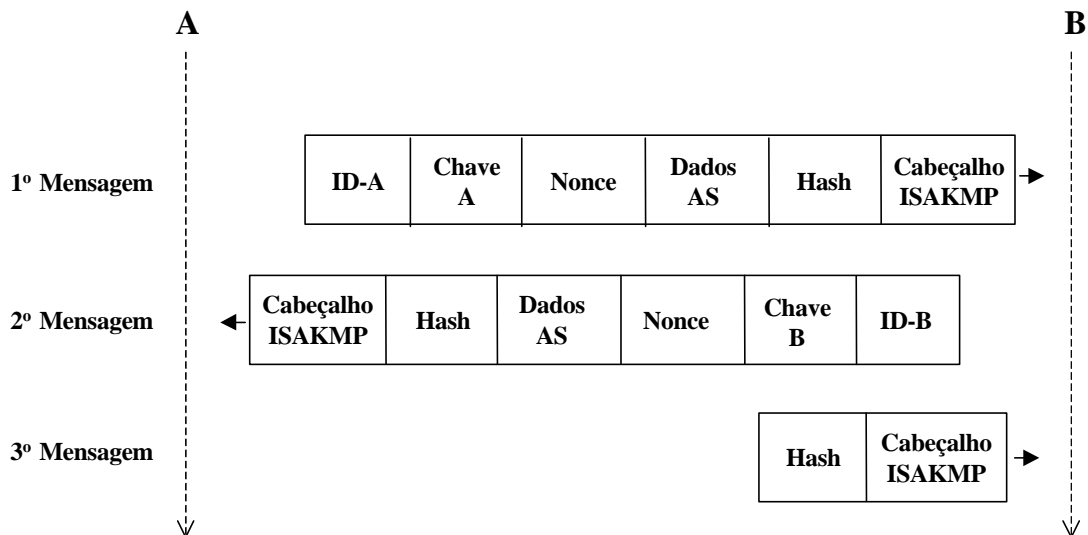 A
B
1º Mensagem
ID-A
Chave
A
Nonce
Dados
AS
Hash
Cabeçalho
ISAKMP
2º Mensagem
Cabeçalho
ISAKMP
Hash
Dados
AS
Nonce
Chave
B
ID-B
3º Mensagem
Hash
Cabeçalho
ISAKMP